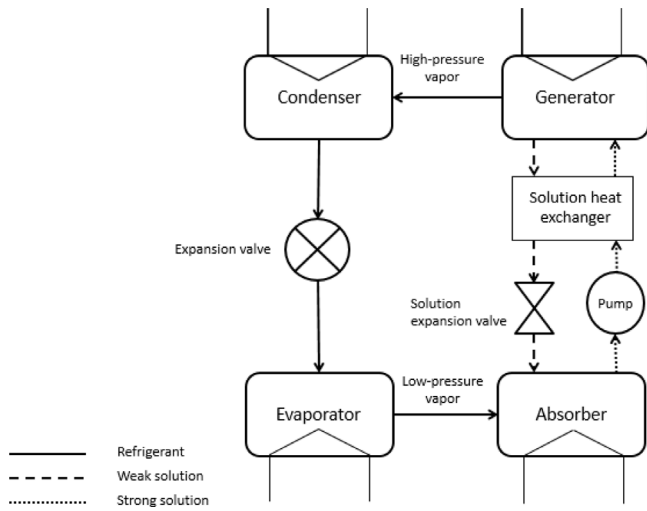 High-pressure
vapor
Condenser
Generator
Solution heat
exchanger
Expansion valve
Solution
expansion valve
Pump
Low-pressure
vapor
Evaporator
Absorber
Refrigerant
Weak solution
Strong solution